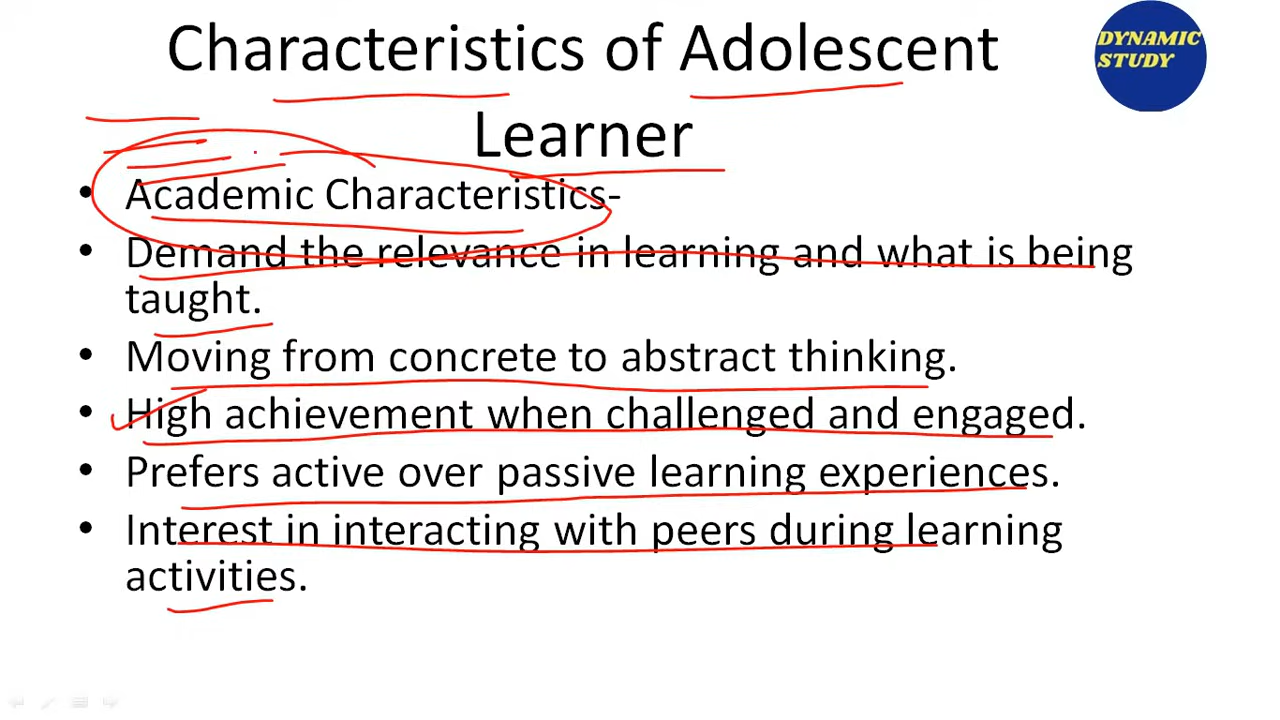 Characteristics of Adolescent
Learner
DYNAMIC
STUDY
• Academic Characteristics-
• Demand the relevance in learning and what is being
taught.
• Moving from concrete to abstract thinking.
• High achievement when challenged and engaged.
• Prefers active over passive learning experiences.
• Interest in interacting with peers during learning
activities.